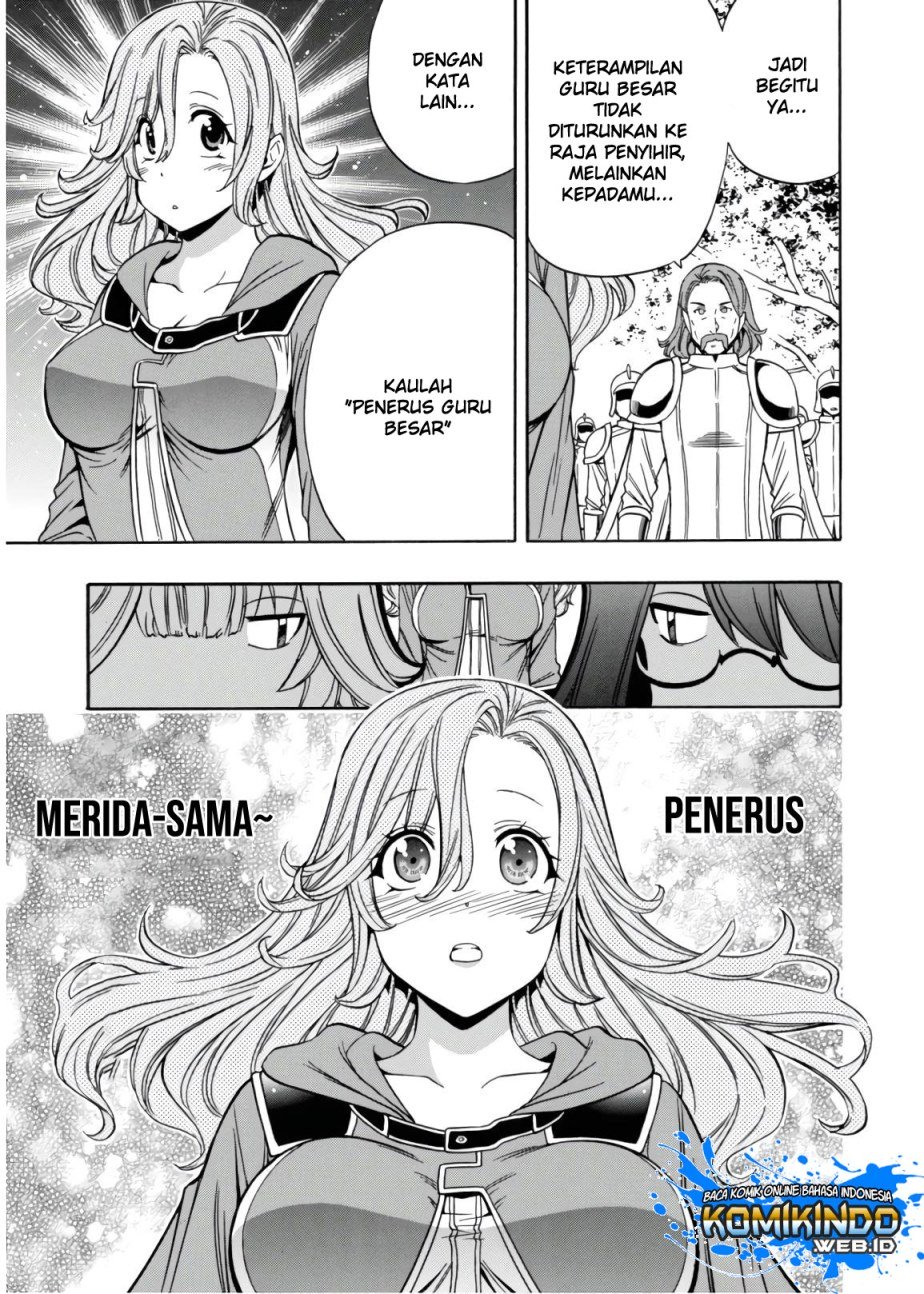 JADI
BEGITU
YA...
KETERAMPILAN
GURU BESAR
TIDAK
DITURUNKAN KE
RAJA PENYIHIR,
MELAINKAN
KEPADAMU...
DENGAN
KATA
LAIN...
KAULAH
"PENERUS GURU
BESAR"
PENERUS
MERIDA-SAMA~
BACA KOMIK ONLINE BAHASA INDONESIA
KOMIKINDO
WEB.ID